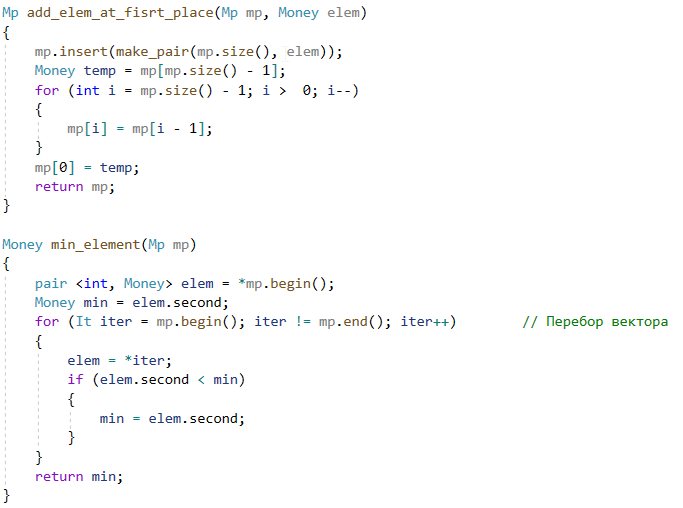 Mp add_elem_at_fisrt_place(Mp mp, Money elem)
{
    mp.insert(make_pair(mp.size(), elem));
    Money temp = mp[mp.size() - 1];
    for (int i = mp.size() - 1; i >  0; i--)
    {
        mp[i] = mp[i - 1];
    }
    mp[0] = temp;
    return mp;
}

Money min_element(Mp mp)
{
    pair <int, Money> elem = *mp.begin();
    Money min = elem.second;
    for (It iter = mp.begin(); iter != mp.end(); iter++)        // Перебор вектора
    {
        elem = *iter;
        if (elem.second < min)
        {
            min = elem.second;
        }
    }
    return min;
}